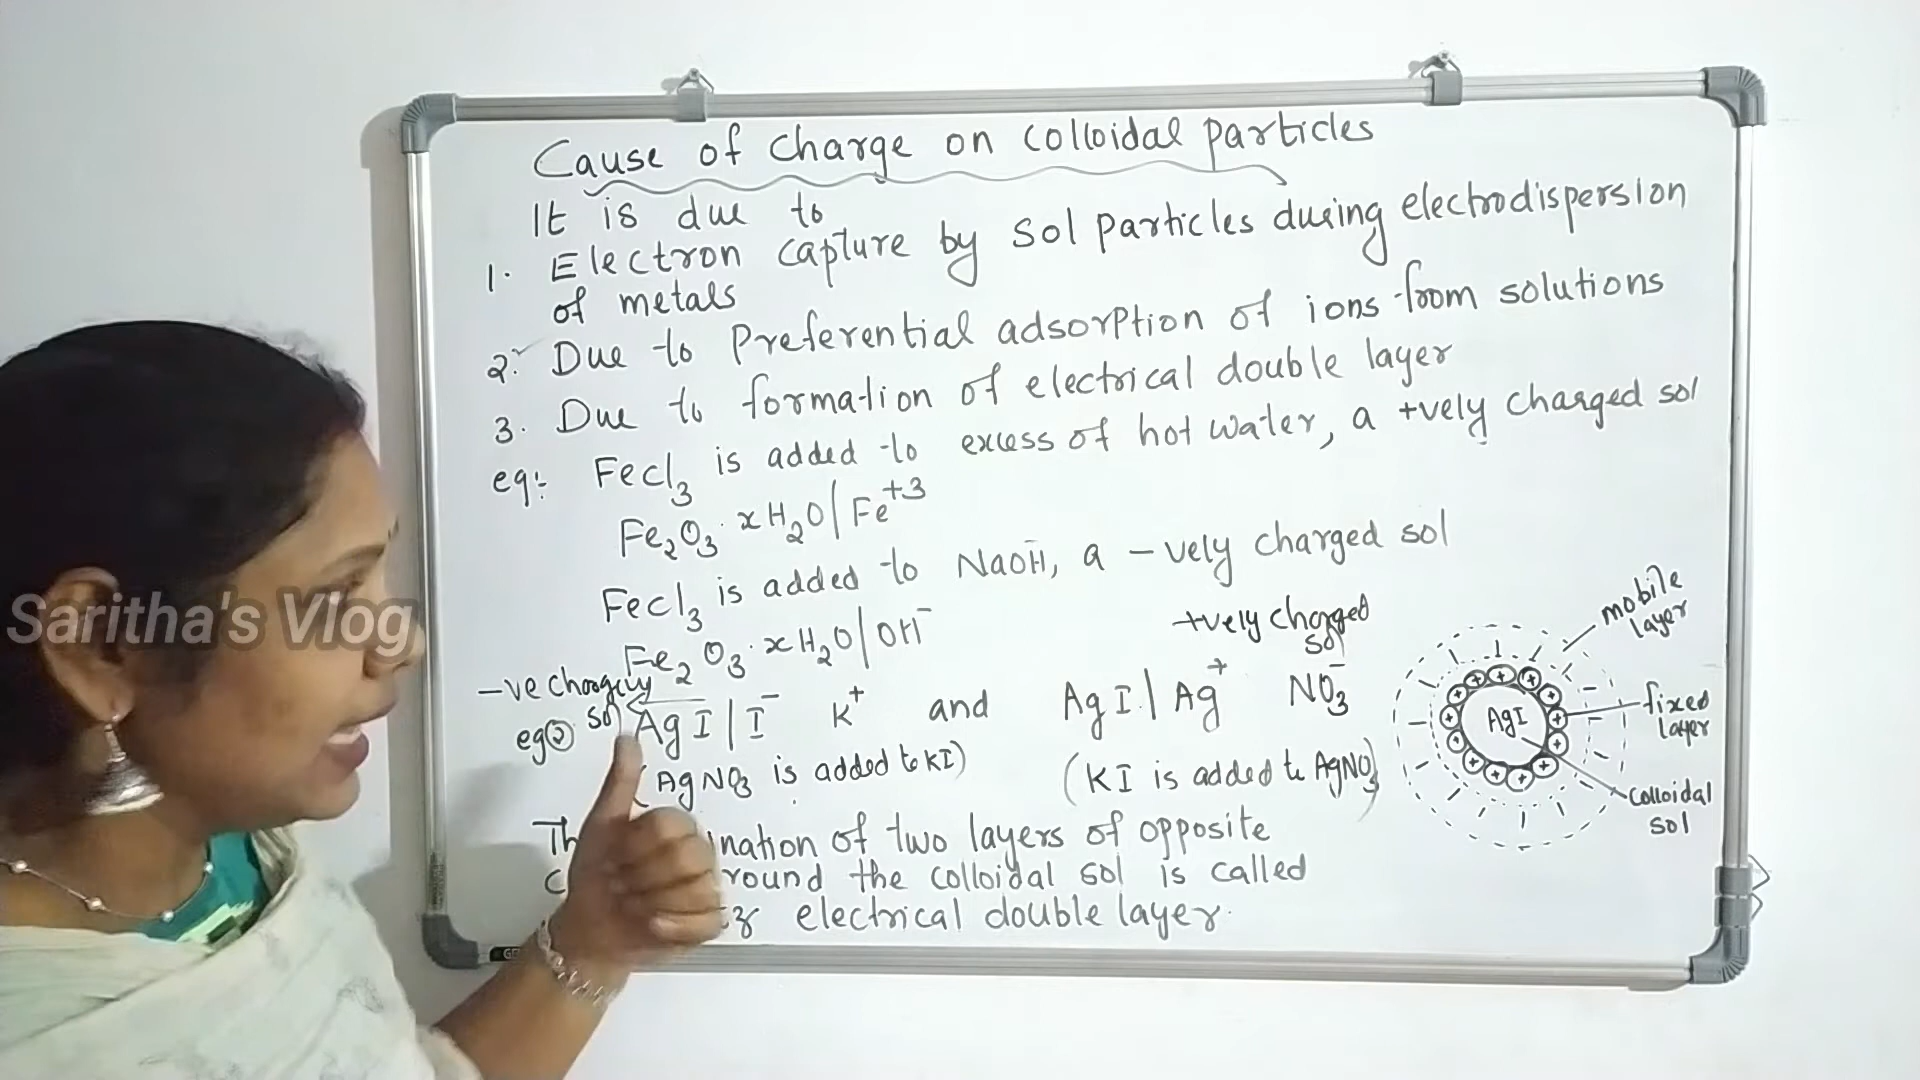 Cause of charge on colloidal particles
It is due to
1. Electron capture by sol particles during electrodispersion
of metals
2. Due to Preferential adsorption of ions from solutions
3. Due to formation of electrical double layer
eg:- FeCl3 is added to excess of hot water, a +vely charged sol
Fe2O3·xH2O/Fe+3
FeCl3 is added to NaOH, a -vely charged sol
Fe2O3·xH2O/OH-
-ve charge
sol
+vely charged
sol
eg② AgI/I- K+ and AgI/Ag+ NO3-
(AgNO3 is added to KI) (KI is added to AgNO3)
nation of two layers of opposite
round the colloidal sol is called
electrical double layer.
mobile
layer
fixed
layer
AgI
colloidal
sol
Saritha's Vlog